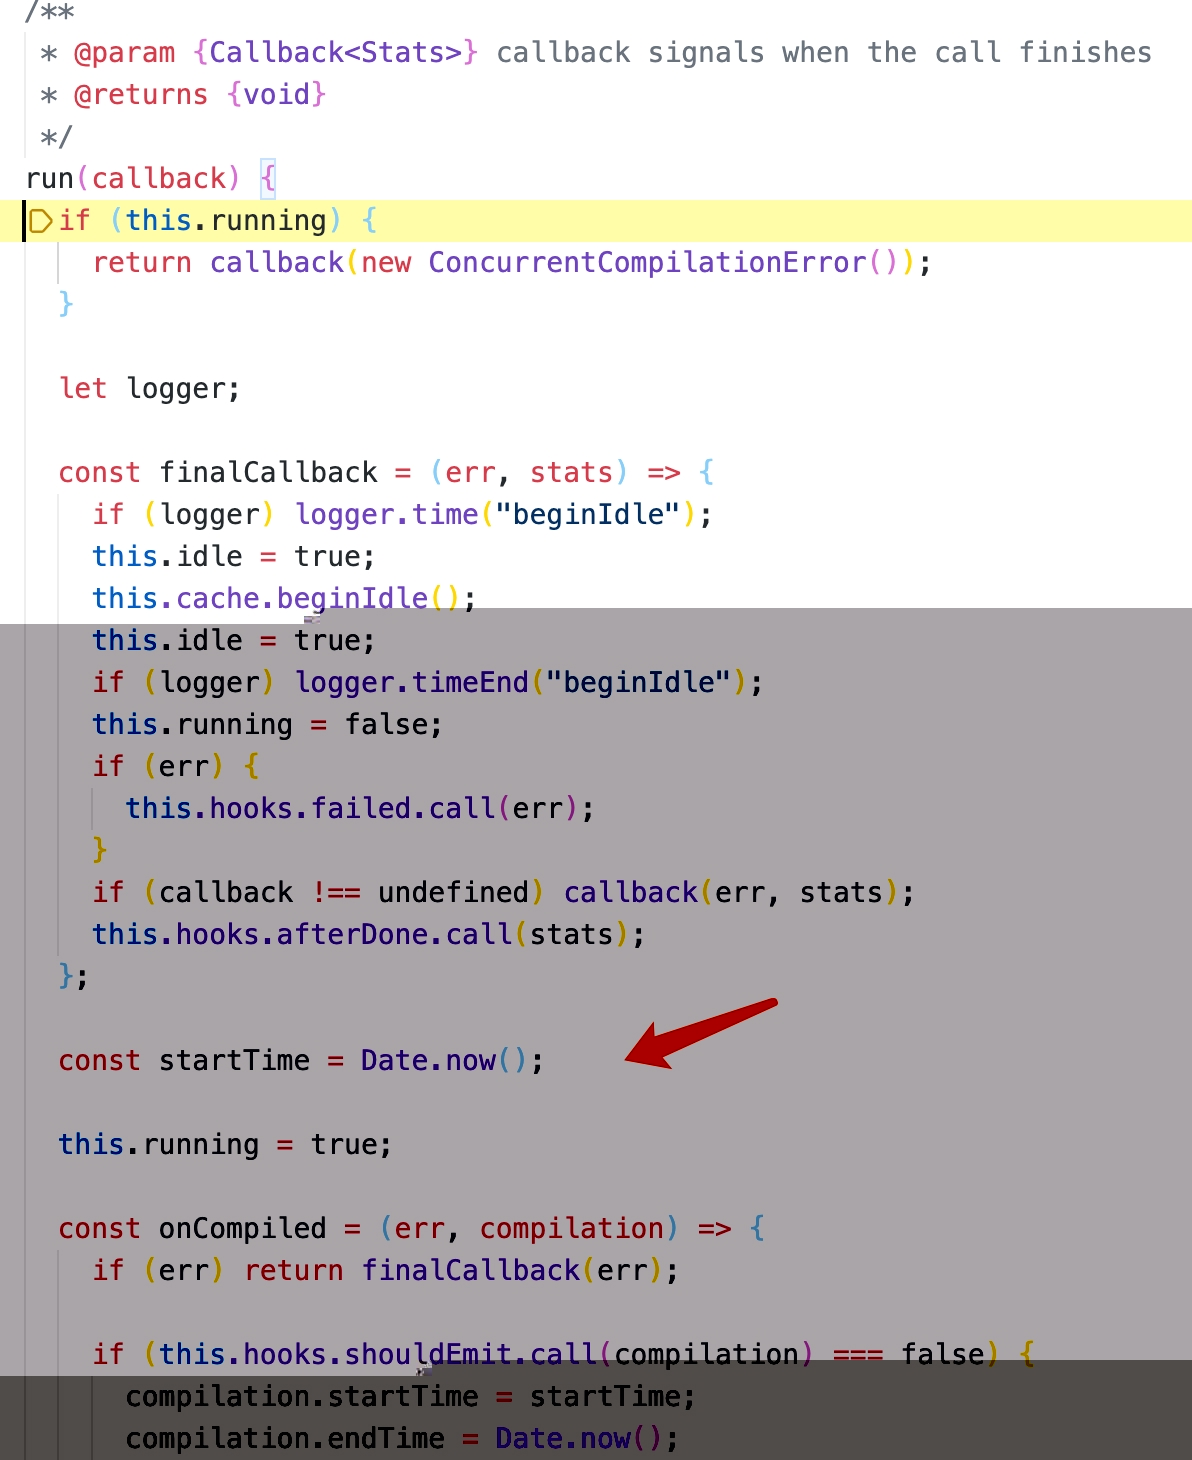 /**
 * @param {Callback<Stats>} callback signals when the call finishes
 * @returns {void}
 */
run(callback) {
  if (this.running) {
    return callback(new ConcurrentCompilationError());
  }
  let logger;
  const finalCallback = (err, stats) => {
    if (logger) logger.time("beginIdle");
    this.idle = true;
    this.cache.beginIdle();
    this.idle = true;
    if (logger) logger.timeEnd("beginIdle");
    this.running = false;
    if (err) {
      this.hooks.failed.call(err);
    }
    if (callback !== undefined) callback(err, stats);
    this.hooks.afterDone.call(stats);
  };
  const startTime = Date.now();
  this.running = true;
  const onCompiled = (err, compilation) => {
    if (err) return finalCallback(err);
    if (this.hooks.shouldEmit.call(compilation) === false) {
      compilation.startTime = startTime;
      compilation.endTime = Date.now();